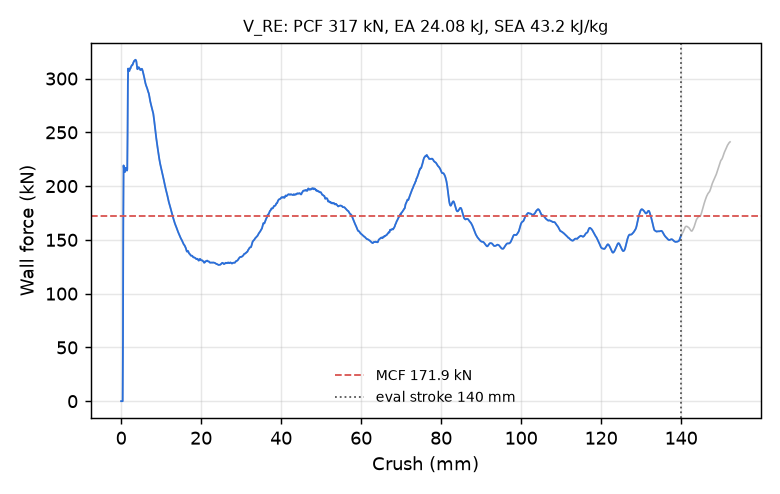 V_RE: PCF 317 kN, EA 24.08 kJ, SEA 43.2 kJ/kg
Wall force (kN)
300
250
200
150
100
50
0
MCF 171.9 kN
eval stroke 140 mm
0 20 40 60 80 100 120 140
Crush (mm)